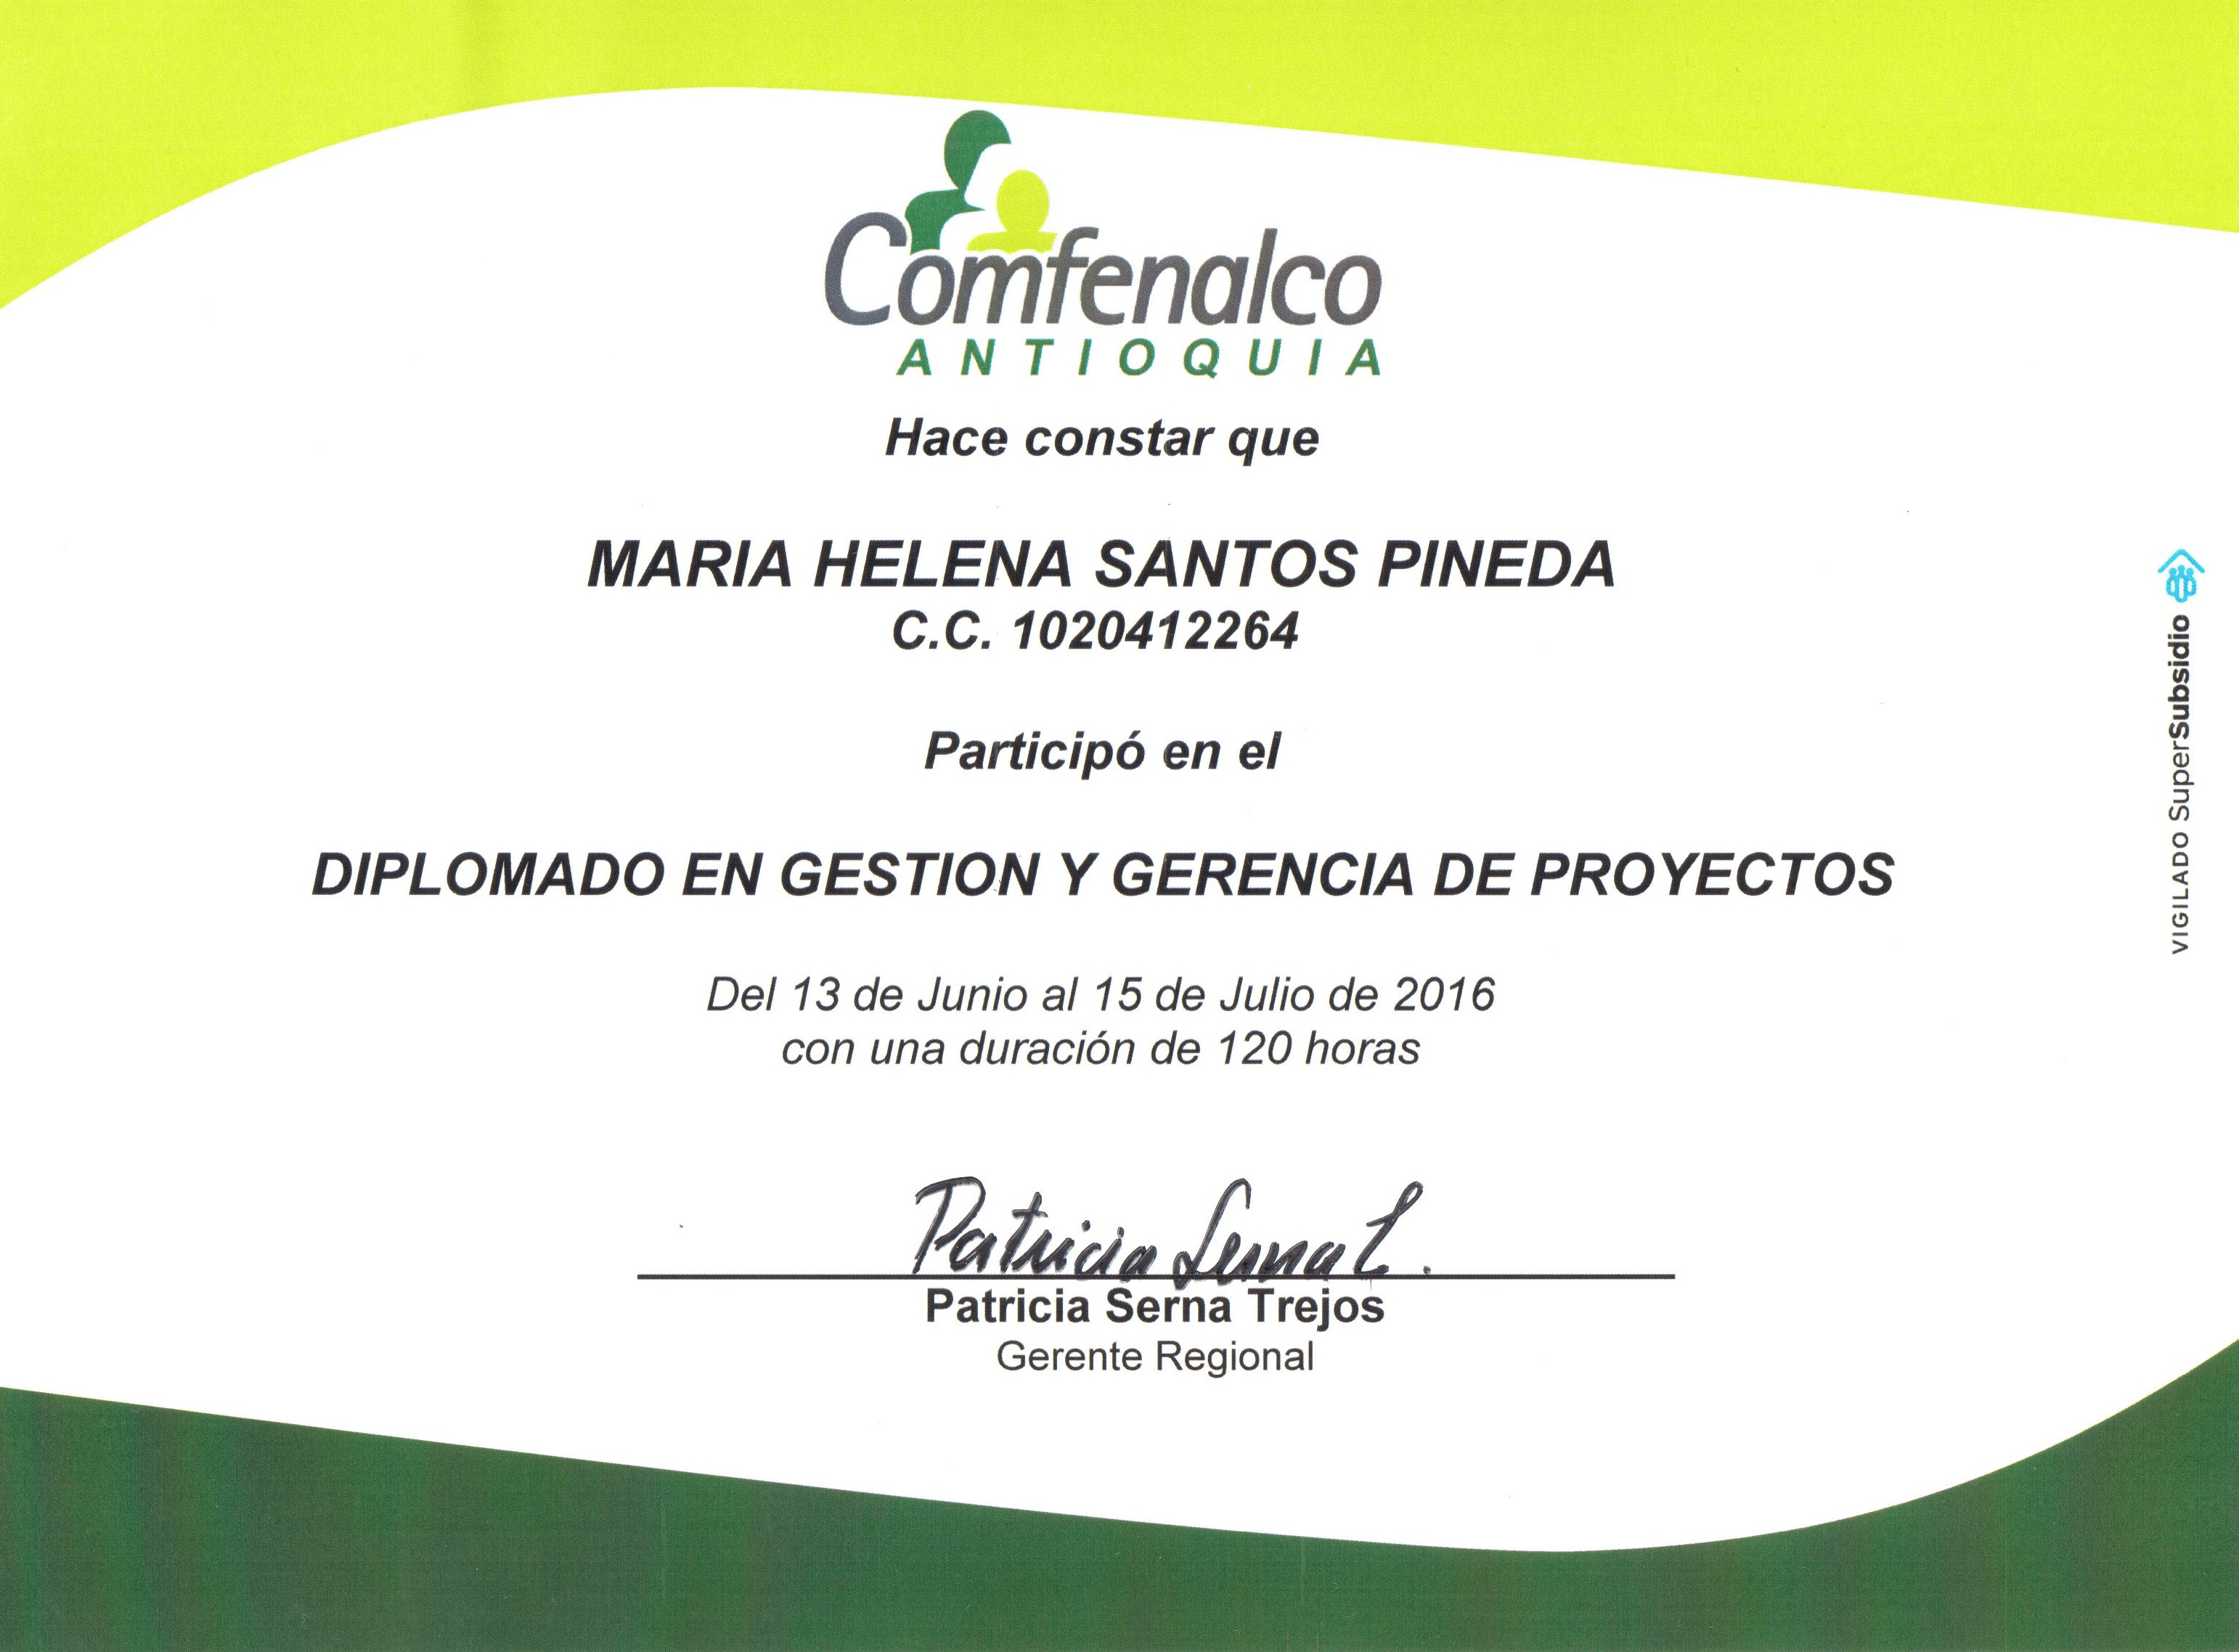 Comfenalco
ANTIOQUIA
Hace constar que
MARIA HELENA SANTOS PINEDA
C.C. 1020412264
Participó en el
DIPLOMADO EN GESTION Y GERENCIA DE PROYECTOS
Del 13 de Junio al 15 de Julio de 2016
con una duración de 120 horas
Patricia Serna T.
Patricia Serna Trejos
Gerente Regional
VIGILADO SuperSubsidio